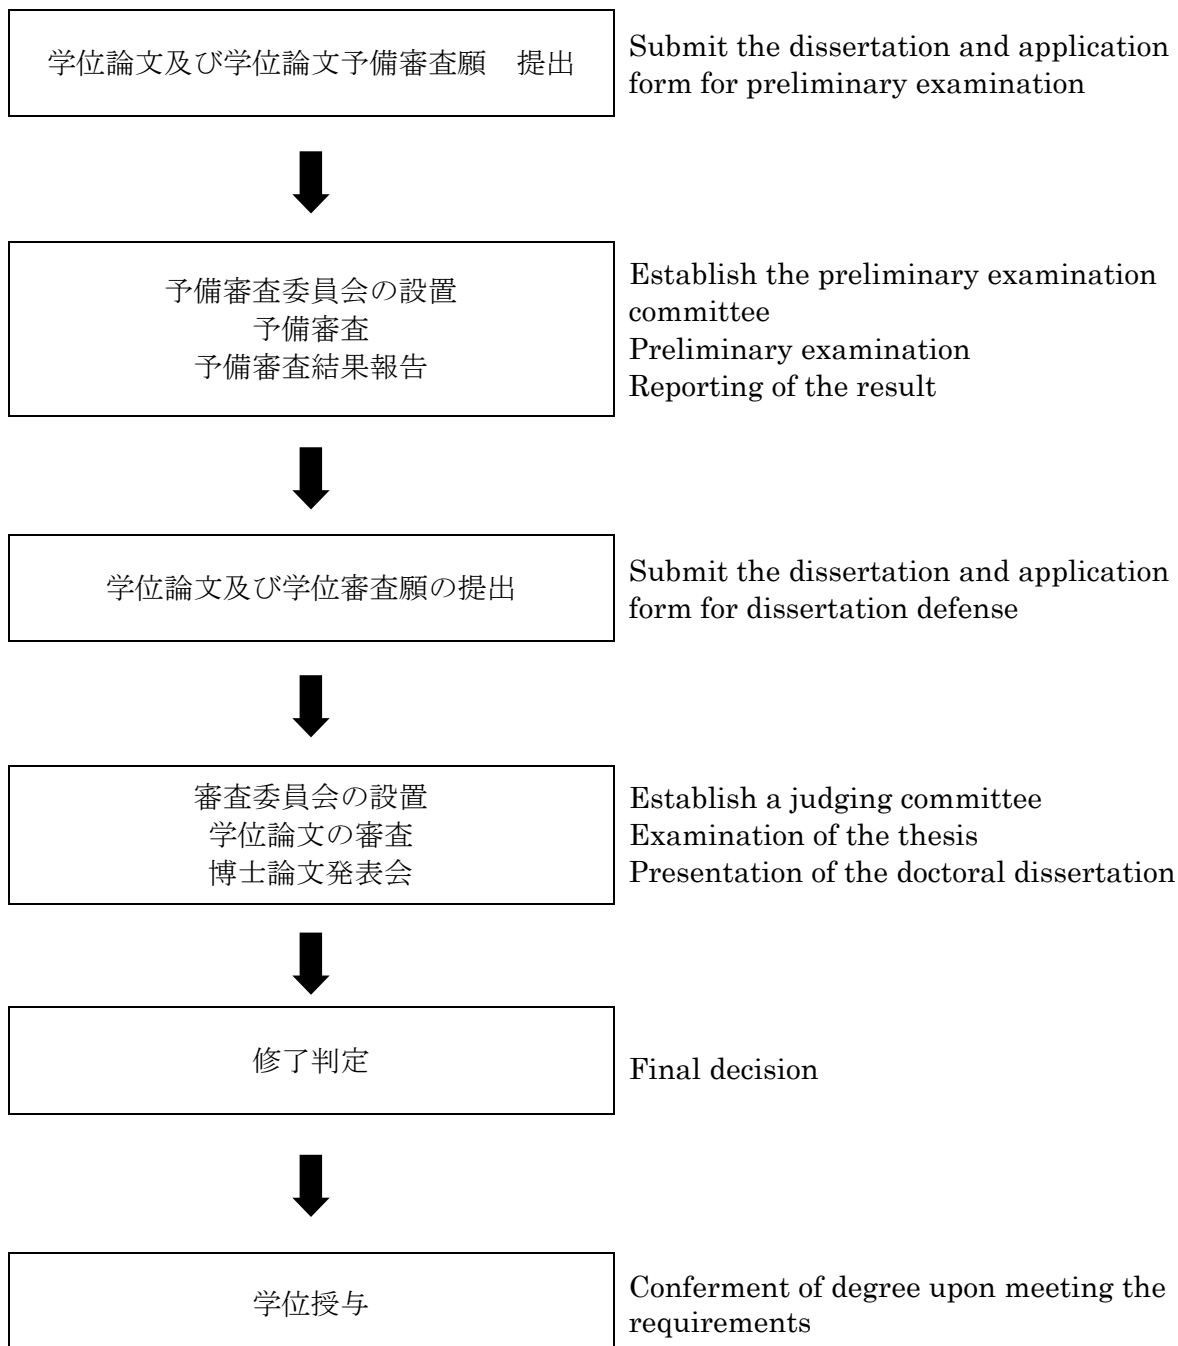 学位論文及び学位論文予備審査願　提出
Submit the dissertation and application
form for preliminary examination
予備審査委員会の設置
予備審査
予備審査結果報告
Establish the preliminary examination
committee
Preliminary examination
Reporting of the result
学位論文及び学位審査願の提出
Submit the dissertation and application
form for dissertation defense
審査委員会の設置
学位論文の審査
博士論文発表会
Establish a judging committee
Examination of the thesis
Presentation of the doctoral dissertation
修了判定
Final decision
学位授与
Conferment of degree upon meeting the
requirements